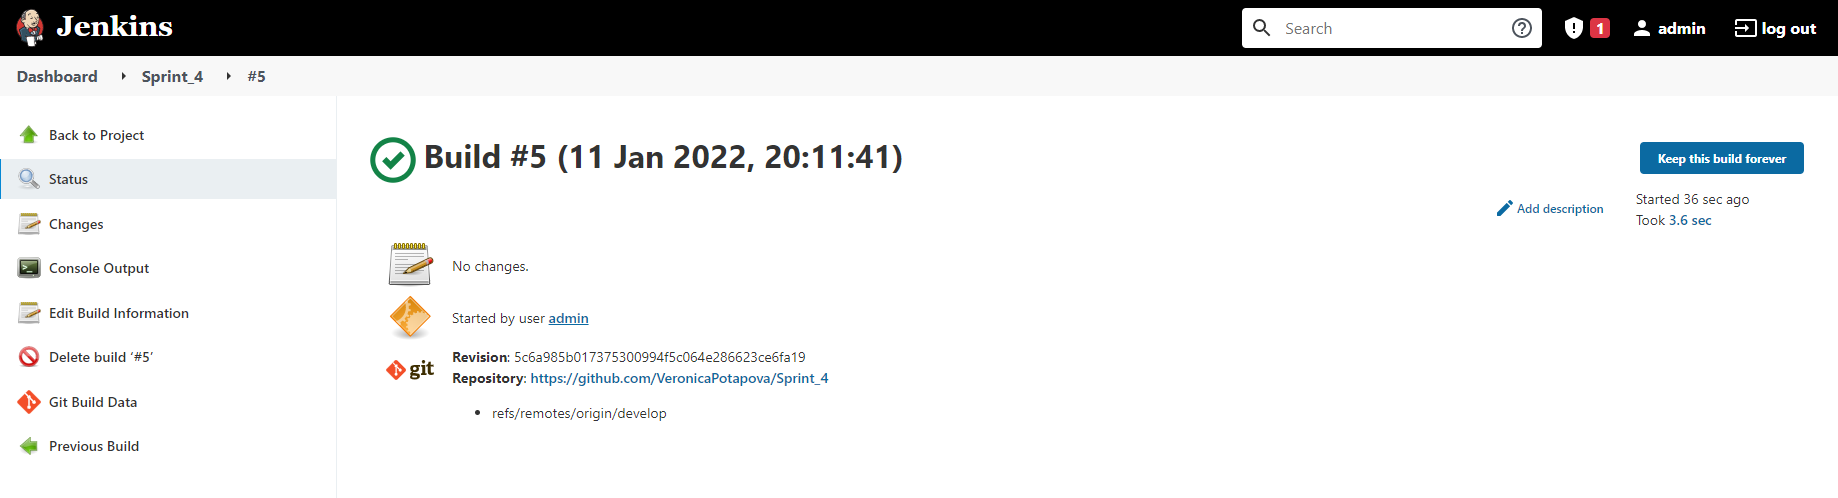 Jenkins
Search
1
admin
log out
Dashboard
Sprint_4
#5
Back to Project
Status
Changes
Console Output
Edit Build Information
Delete build ‘#5’
Git Build Data
Previous Build
Build #5 (11 Jan 2022, 20:11:41)
Keep this build forever
Add description
Started 36 sec ago
Took 3.6 sec
No changes.
Started by user admin
git
Revision: 5c6a985b017375300994f5c064e286623ce6fa19
Repository: https://github.com/VeronicaPotapova/Sprint_4
refs/remotes/origin/develop